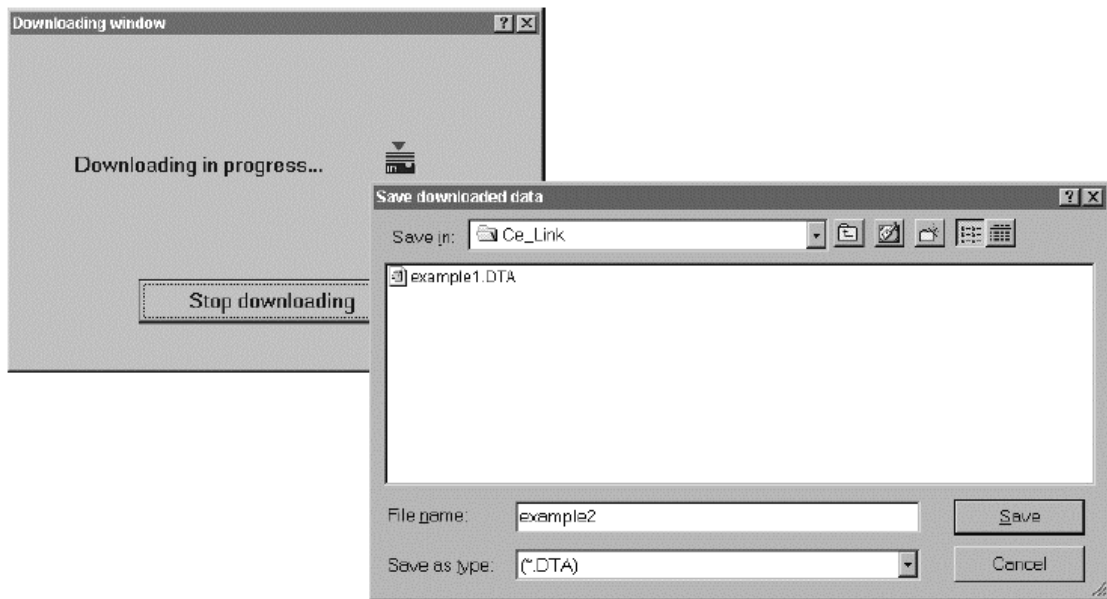 Downloading window
Downloading in progress...
in
Stop downloading
Save downloaded data
Save in: Ce_Link
example1.DTA
File name: example2
Save
Save as type: (*.DTA)
Cancel